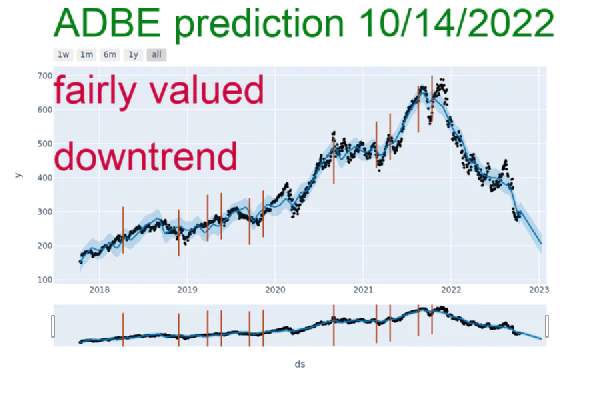 ADBE prediction 10/14/2022
1w 1m 6m 1y all
fairly valued
downtrend
y
700
600
500
400
300
200
100
2018 2019 2020 2021 2022 2023
ds